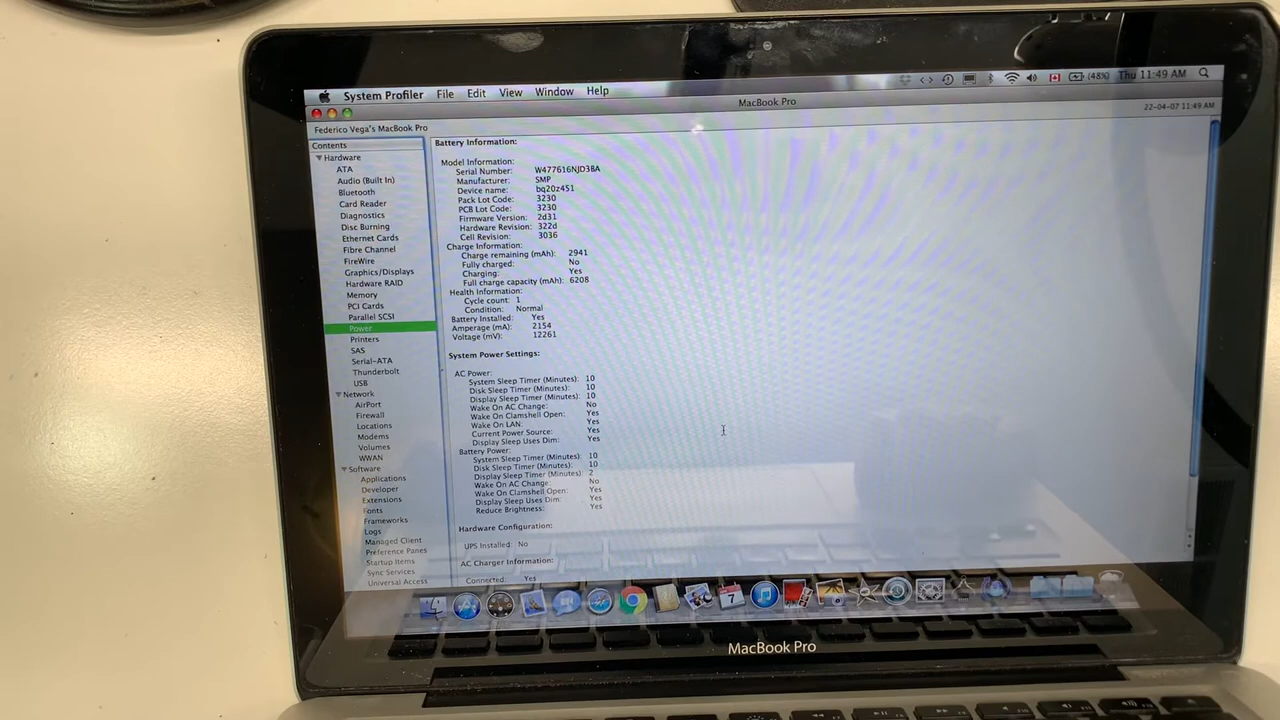 System Profiler File Edit View Window Help (48%) Thu 11:49 AM
MacBook Pro
22-04-07 11:49 AM
Federico Vega's MacBook Pro
Contents
Hardware
ATA
Audio (Built In)
Bluetooth
Card Reader
Diagnostics
Disc Burning
Ethernet Cards
Fibre Channel
FireWire
Graphics/Displays
Hardware RAID
Memory
PCI Cards
Parallel SCSI
Power
Printers
SAS
Serial-ATA
Thunderbolt
USB
Network
AirPort
Firewall
Locations
Modems
Volumes
WWAN
Software
Applications
Developer
Extensions
Fonts
Frameworks
Logs
Managed Client
Preference Panes
Startup Items
Sync Services
Universal Access
Battery Information:
Model Information:
Serial Number: W477616NJD3BA
Manufacturer: SMP
Device name: bq20z451
Pack Lot Code: 3230
PCB Lot Code: 3230
Firmware Version: 2d31
Hardware Revision: 322d
Cell Revision: 3036
Charge Information:
Charge remaining (mAh): 2941
Fully charged: No
Charging: Yes
Full charge capacity (mAh): 6208
Health Information:
Cycle count: 1
Condition: Normal
Battery Installed: Yes
Amperage (mA): 2154
Voltage (mV): 12261
System Power Settings:
AC Power:
System Sleep Timer (Minutes): 10
Disk Sleep Timer (Minutes): 10
Display Sleep Timer (Minutes): 10
Wake On AC Change: No
Wake On Clamshell Open: Yes
Wake On LAN: Yes
Current Power Source: Yes
Display Sleep Uses Dim: Yes
Battery Power:
System Sleep Timer (Minutes): 10
Disk Sleep Timer (Minutes): 10
Display Sleep Timer (Minutes): 2
Wake On AC Change: No
Wake On Clamshell Open: Yes
Display Sleep Uses Dim: Yes
Reduce Brightness: Yes
Hardware Configuration:
UPS Installed: No
AC Charger Information:
Connected: Yes
7
MacBook Pro